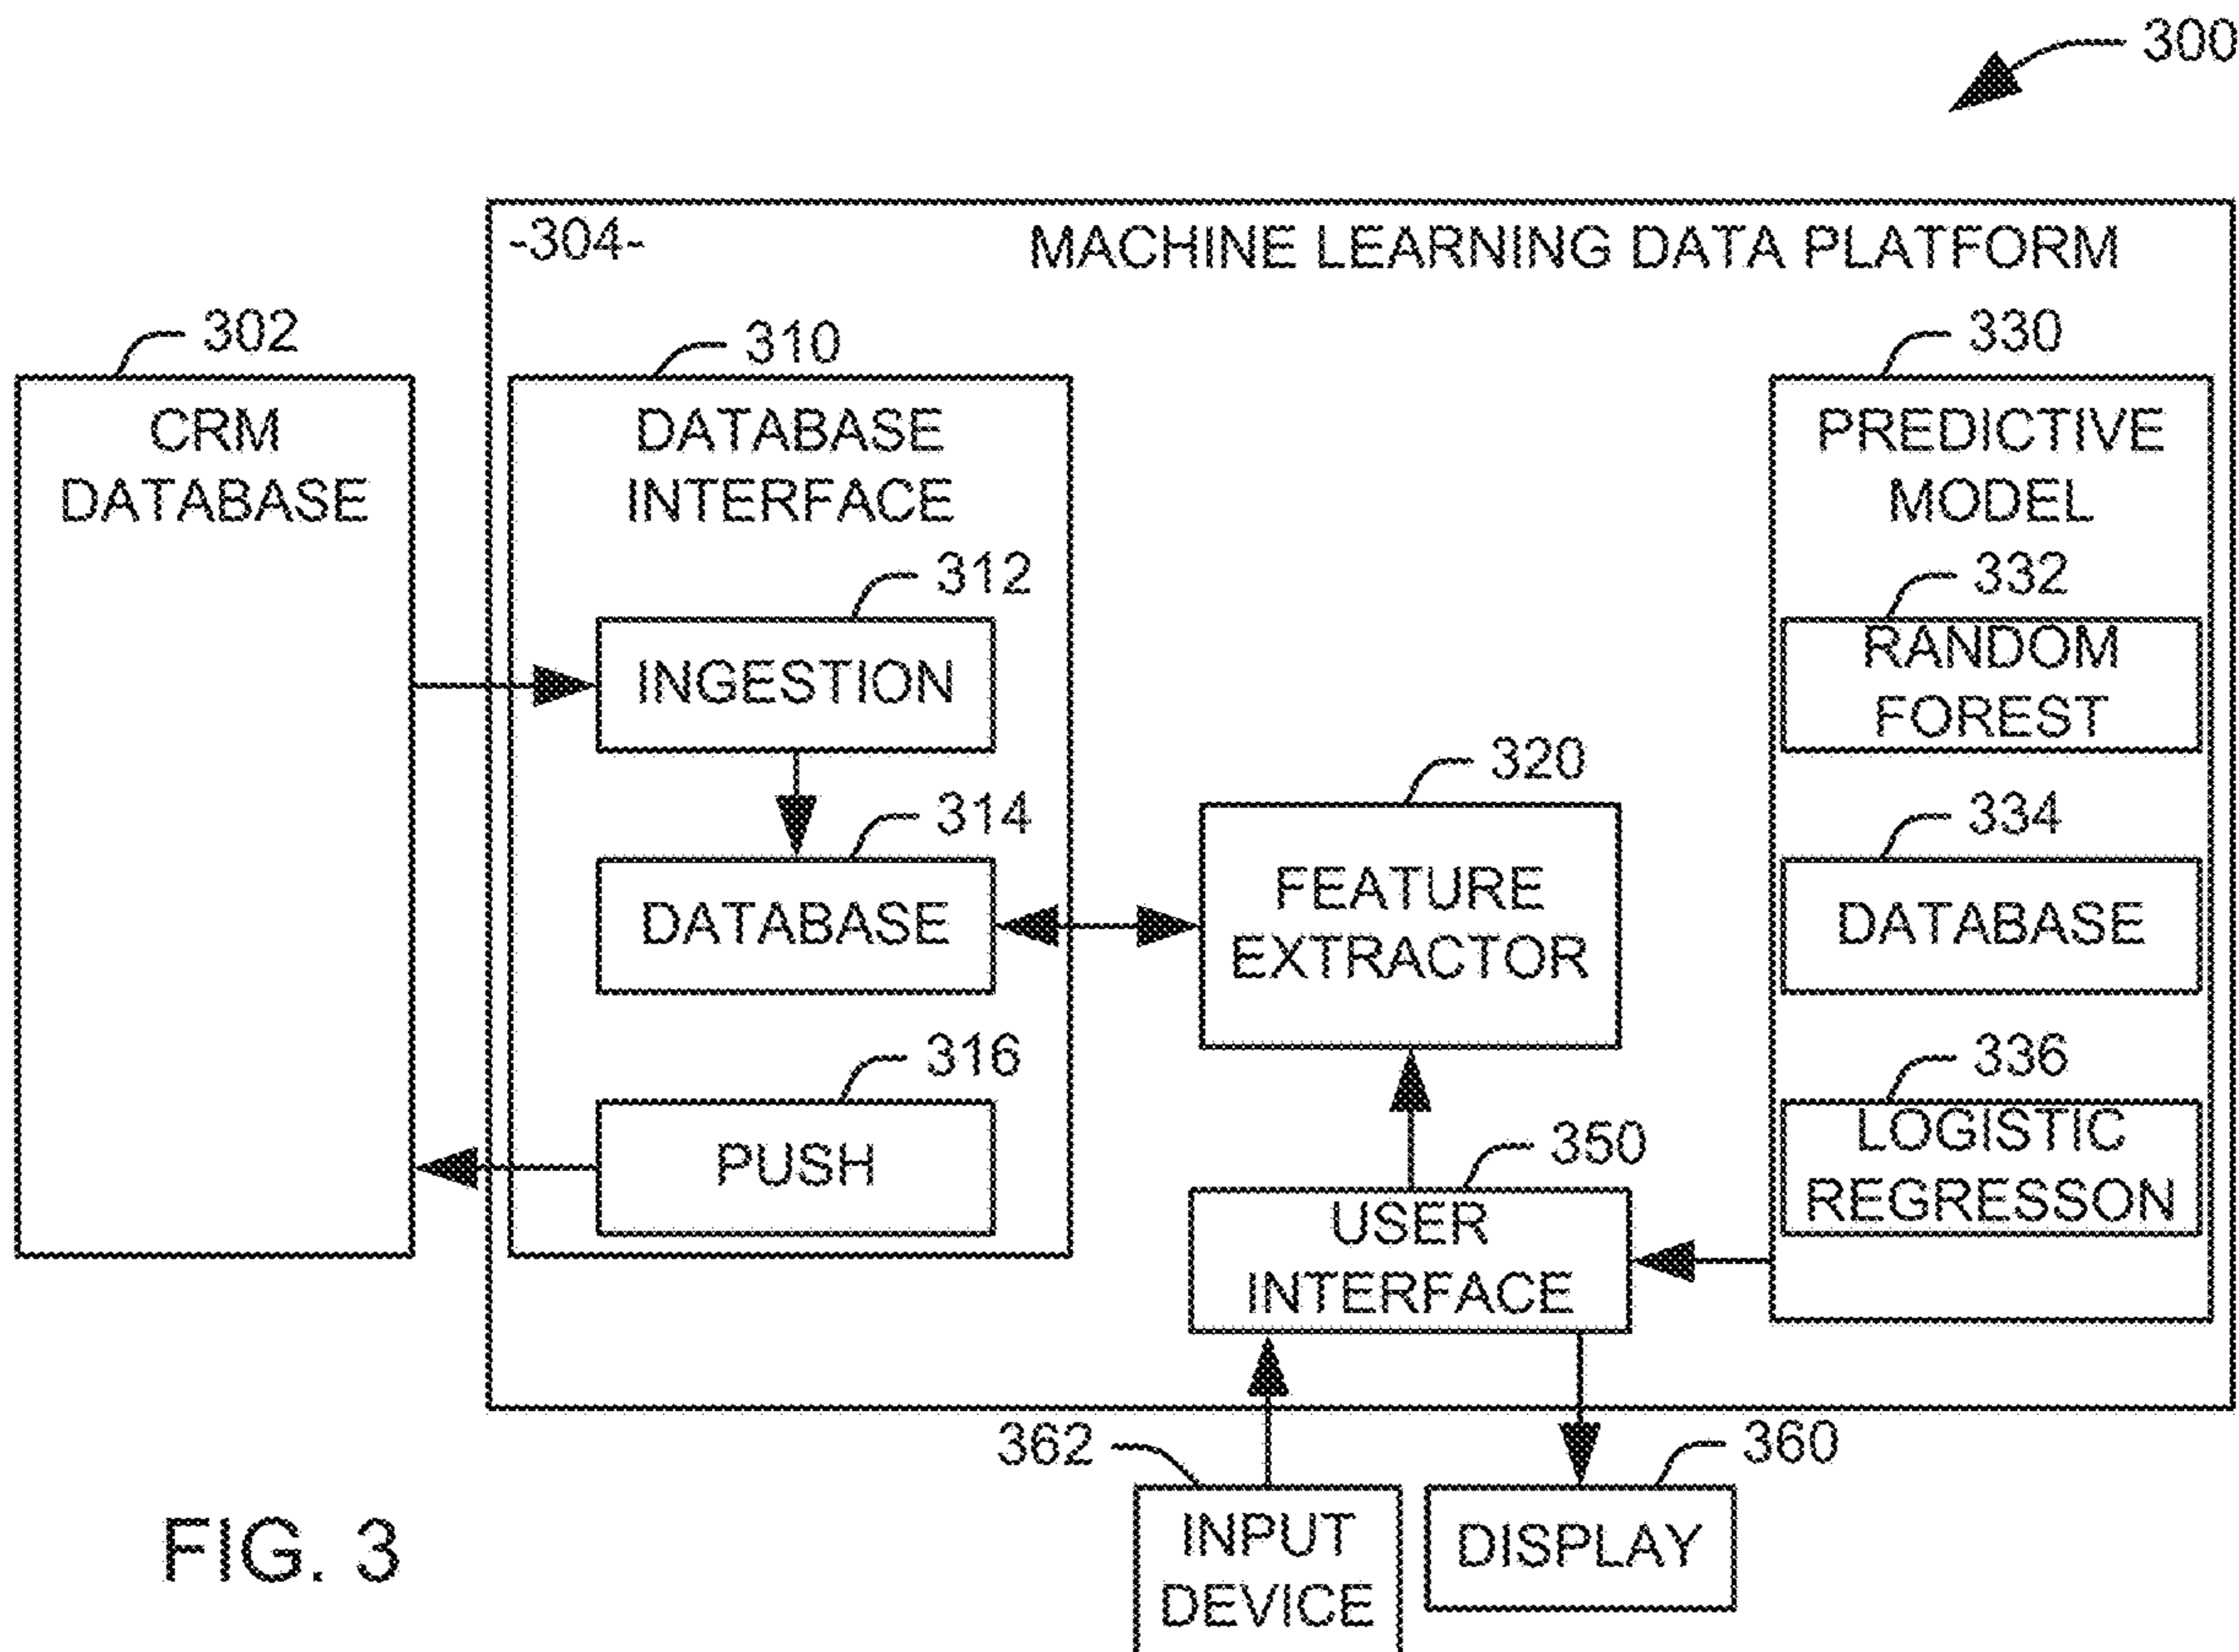 300
-304-
MACHINE LEARNING DATA PLATFORM
302
CRM
DATABASE
310
DATABASE
INTERFACE
312
INGESTION
314
DATABASE
316
PUSH
320
FEATURE
EXTRACTOR
330
PREDICTIVE
MODEL
332
RANDOM
FOREST
334
DATABASE
336
LOGISTIC
REGRESSON
350
USER
INTERFACE
362
INPUT
DEVICE
360
DISPLAY
FIG. 3